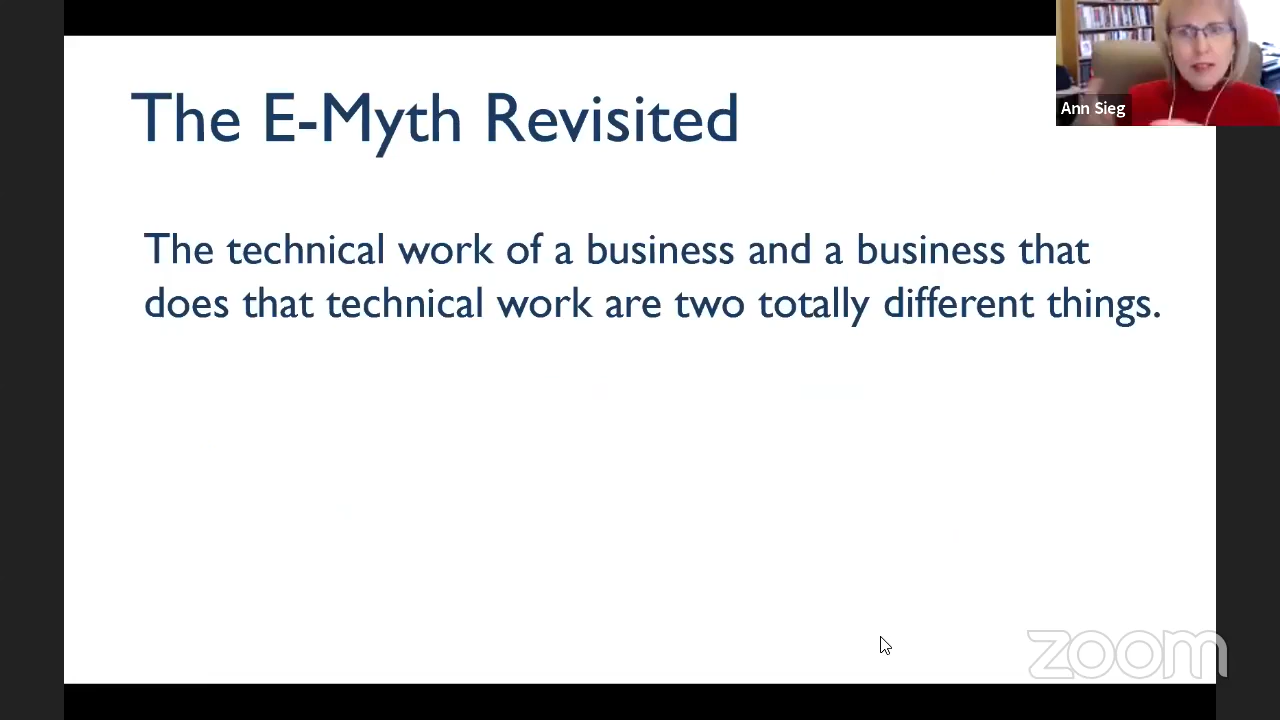 The E-Myth Revisited
Ann Sieg
The technical work of a business and a business that
does that technical work are two totally different things.
zoom